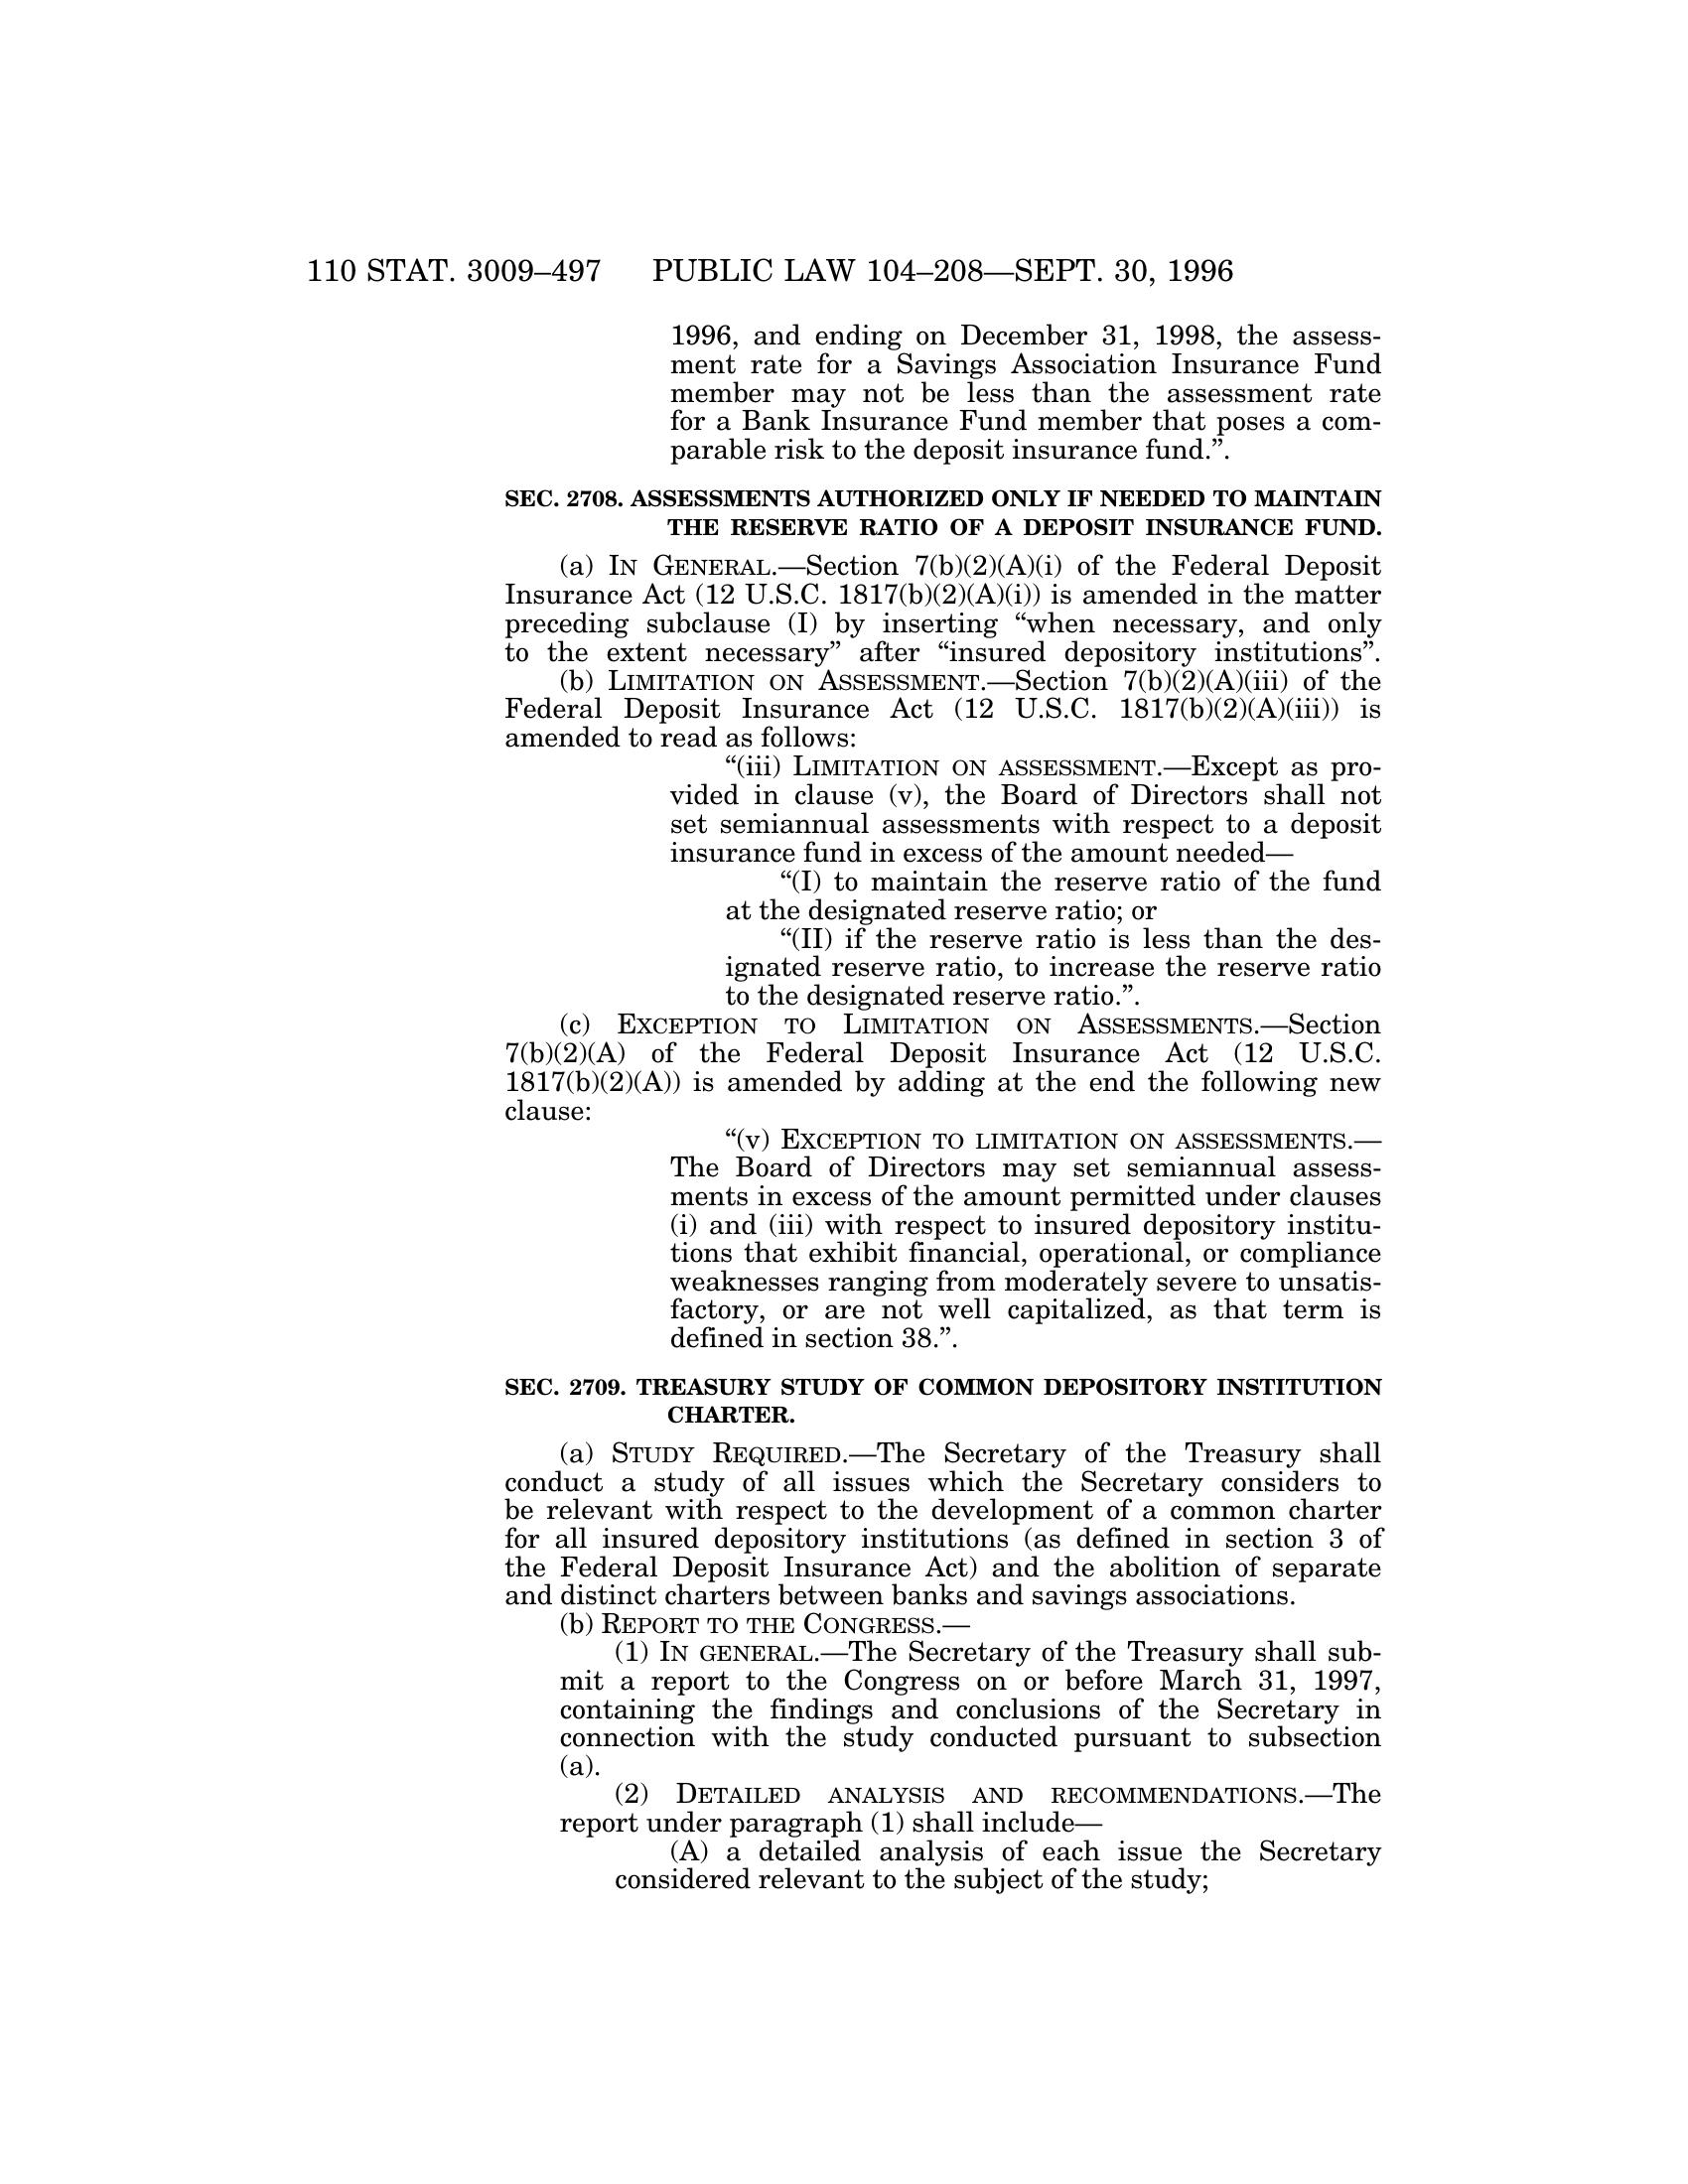 110 STAT. 3009–497 PUBLIC LAW 104–208—SEPT. 30, 1996
1996, and ending on December 31, 1998, the assess-
ment rate for a Savings Association Insurance Fund
member may not be less than the assessment rate
for a Bank Insurance Fund member that poses a com-
parable risk to the deposit insurance fund.”.
SEC. 2708. ASSESSMENTS AUTHORIZED ONLY IF NEEDED TO MAINTAIN
THE RESERVE RATIO OF A DEPOSIT INSURANCE FUND.
(a) IN GENERAL.—Section 7(b)(2)(A)(i) of the Federal Deposit
Insurance Act (12 U.S.C. 1817(b)(2)(A)(i)) is amended in the matter
preceding subclause (I) by inserting “when necessary, and only
to the extent necessary” after “insured depository institutions”.
(b) LIMITATION ON ASSESSMENT.—Section 7(b)(2)(A)(iii) of the
Federal Deposit Insurance Act (12 U.S.C. 1817(b)(2)(A)(iii)) is
amended to read as follows:
“(iii) LIMITATION ON ASSESSMENT.—Except as pro-
vided in clause (v), the Board of Directors shall not
set semiannual assessments with respect to a deposit
insurance fund in excess of the amount needed—
“(I) to maintain the reserve ratio of the fund
at the designated reserve ratio; or
“(II) if the reserve ratio is less than the des-
ignated reserve ratio, to increase the reserve ratio
to the designated reserve ratio.”.
(c) EXCEPTION TO LIMITATION ON ASSESSMENTS.—Section
7(b)(2)(A) of the Federal Deposit Insurance Act (12 U.S.C.
1817(b)(2)(A)) is amended by adding at the end the following new
clause:
“(v) EXCEPTION TO LIMITATION ON ASSESSMENTS.—
The Board of Directors may set semiannual assess-
ments in excess of the amount permitted under clauses
(i) and (iii) with respect to insured depository institu-
tions that exhibit financial, operational, or compliance
weaknesses ranging from moderately severe to unsatis-
factory, or are not well capitalized, as that term is
defined in section 38.”.
SEC. 2709. TREASURY STUDY OF COMMON DEPOSITORY INSTITUTION
CHARTER.
(a) STUDY REQUIRED.—The Secretary of the Treasury shall
conduct a study of all issues which the Secretary considers to
be relevant with respect to the development of a common charter
for all insured depository institutions (as defined in section 3 of
the Federal Deposit Insurance Act) and the abolition of separate
and distinct charters between banks and savings associations.
(b) REPORT TO THE CONGRESS.—
(1) IN GENERAL.—The Secretary of the Treasury shall sub-
mit a report to the Congress on or before March 31, 1997,
containing the findings and conclusions of the Secretary in
connection with the study conducted pursuant to subsection
(a).
(2) DETAILED ANALYSIS AND RECOMMENDATIONS.—The
report under paragraph (1) shall include—
(A) a detailed analysis of each issue the Secretary
considered relevant to the subject of the study;